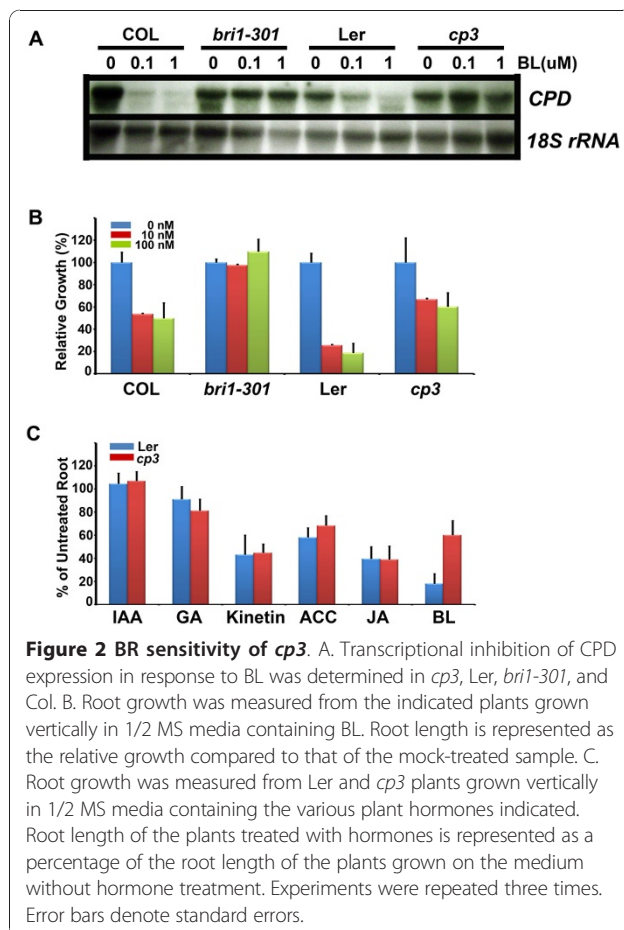 A
COL bri1-301 Ler cp3
0 0.1 1 0 0.1 1 0 0.1 1 0 0.1 1 BL(uM)
CPD
18S rRNA
B
0 nM
10 nM
100 nM
Relative Growth (%)
120
100
80
60
40
20
0
COL bri1-301 Ler cp3
C
Ler
cp3
% of Untreated Root
120
100
80
60
40
20
0
IAA GA Kinetin ACC JA BL
Figure 2 BR sensitivity of cp3. A. Transcriptional inhibition of CPD
expression in response to BL was determined in cp3, Ler, bri1-301, and
Col. B. Root growth was measured from the indicated plants grown
vertically in 1/2 MS media containing BL. Root length is represented as
the relative growth compared to that of the mock-treated sample. C.
Root growth was measured from Ler and cp3 plants grown vertically
in 1/2 MS media containing the various plant hormones indicated.
Root length of the plants treated with hormones is represented as a
percentage of the root length of the plants grown on the medium
without hormone treatment. Experiments were repeated three times.
Error bars denote standard errors.